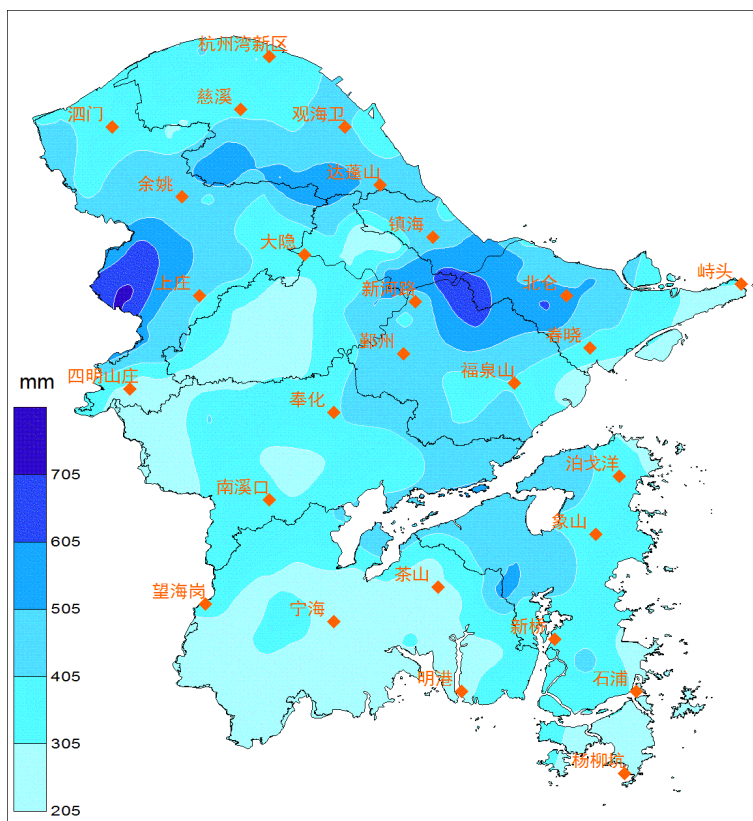 杭州湾新区
慈溪
泗门
观海卫
达蓬山
余姚
镇海
大隐
峙头
上庄
新河路
北仑
鄞州
春晓
mm
四明山庄
福泉山
奉化
705
泊戈洋
南溪口
象山
605
茶山
望海岗
505
宁海
新杨
405
明港
石浦
305
杨柳坑
205